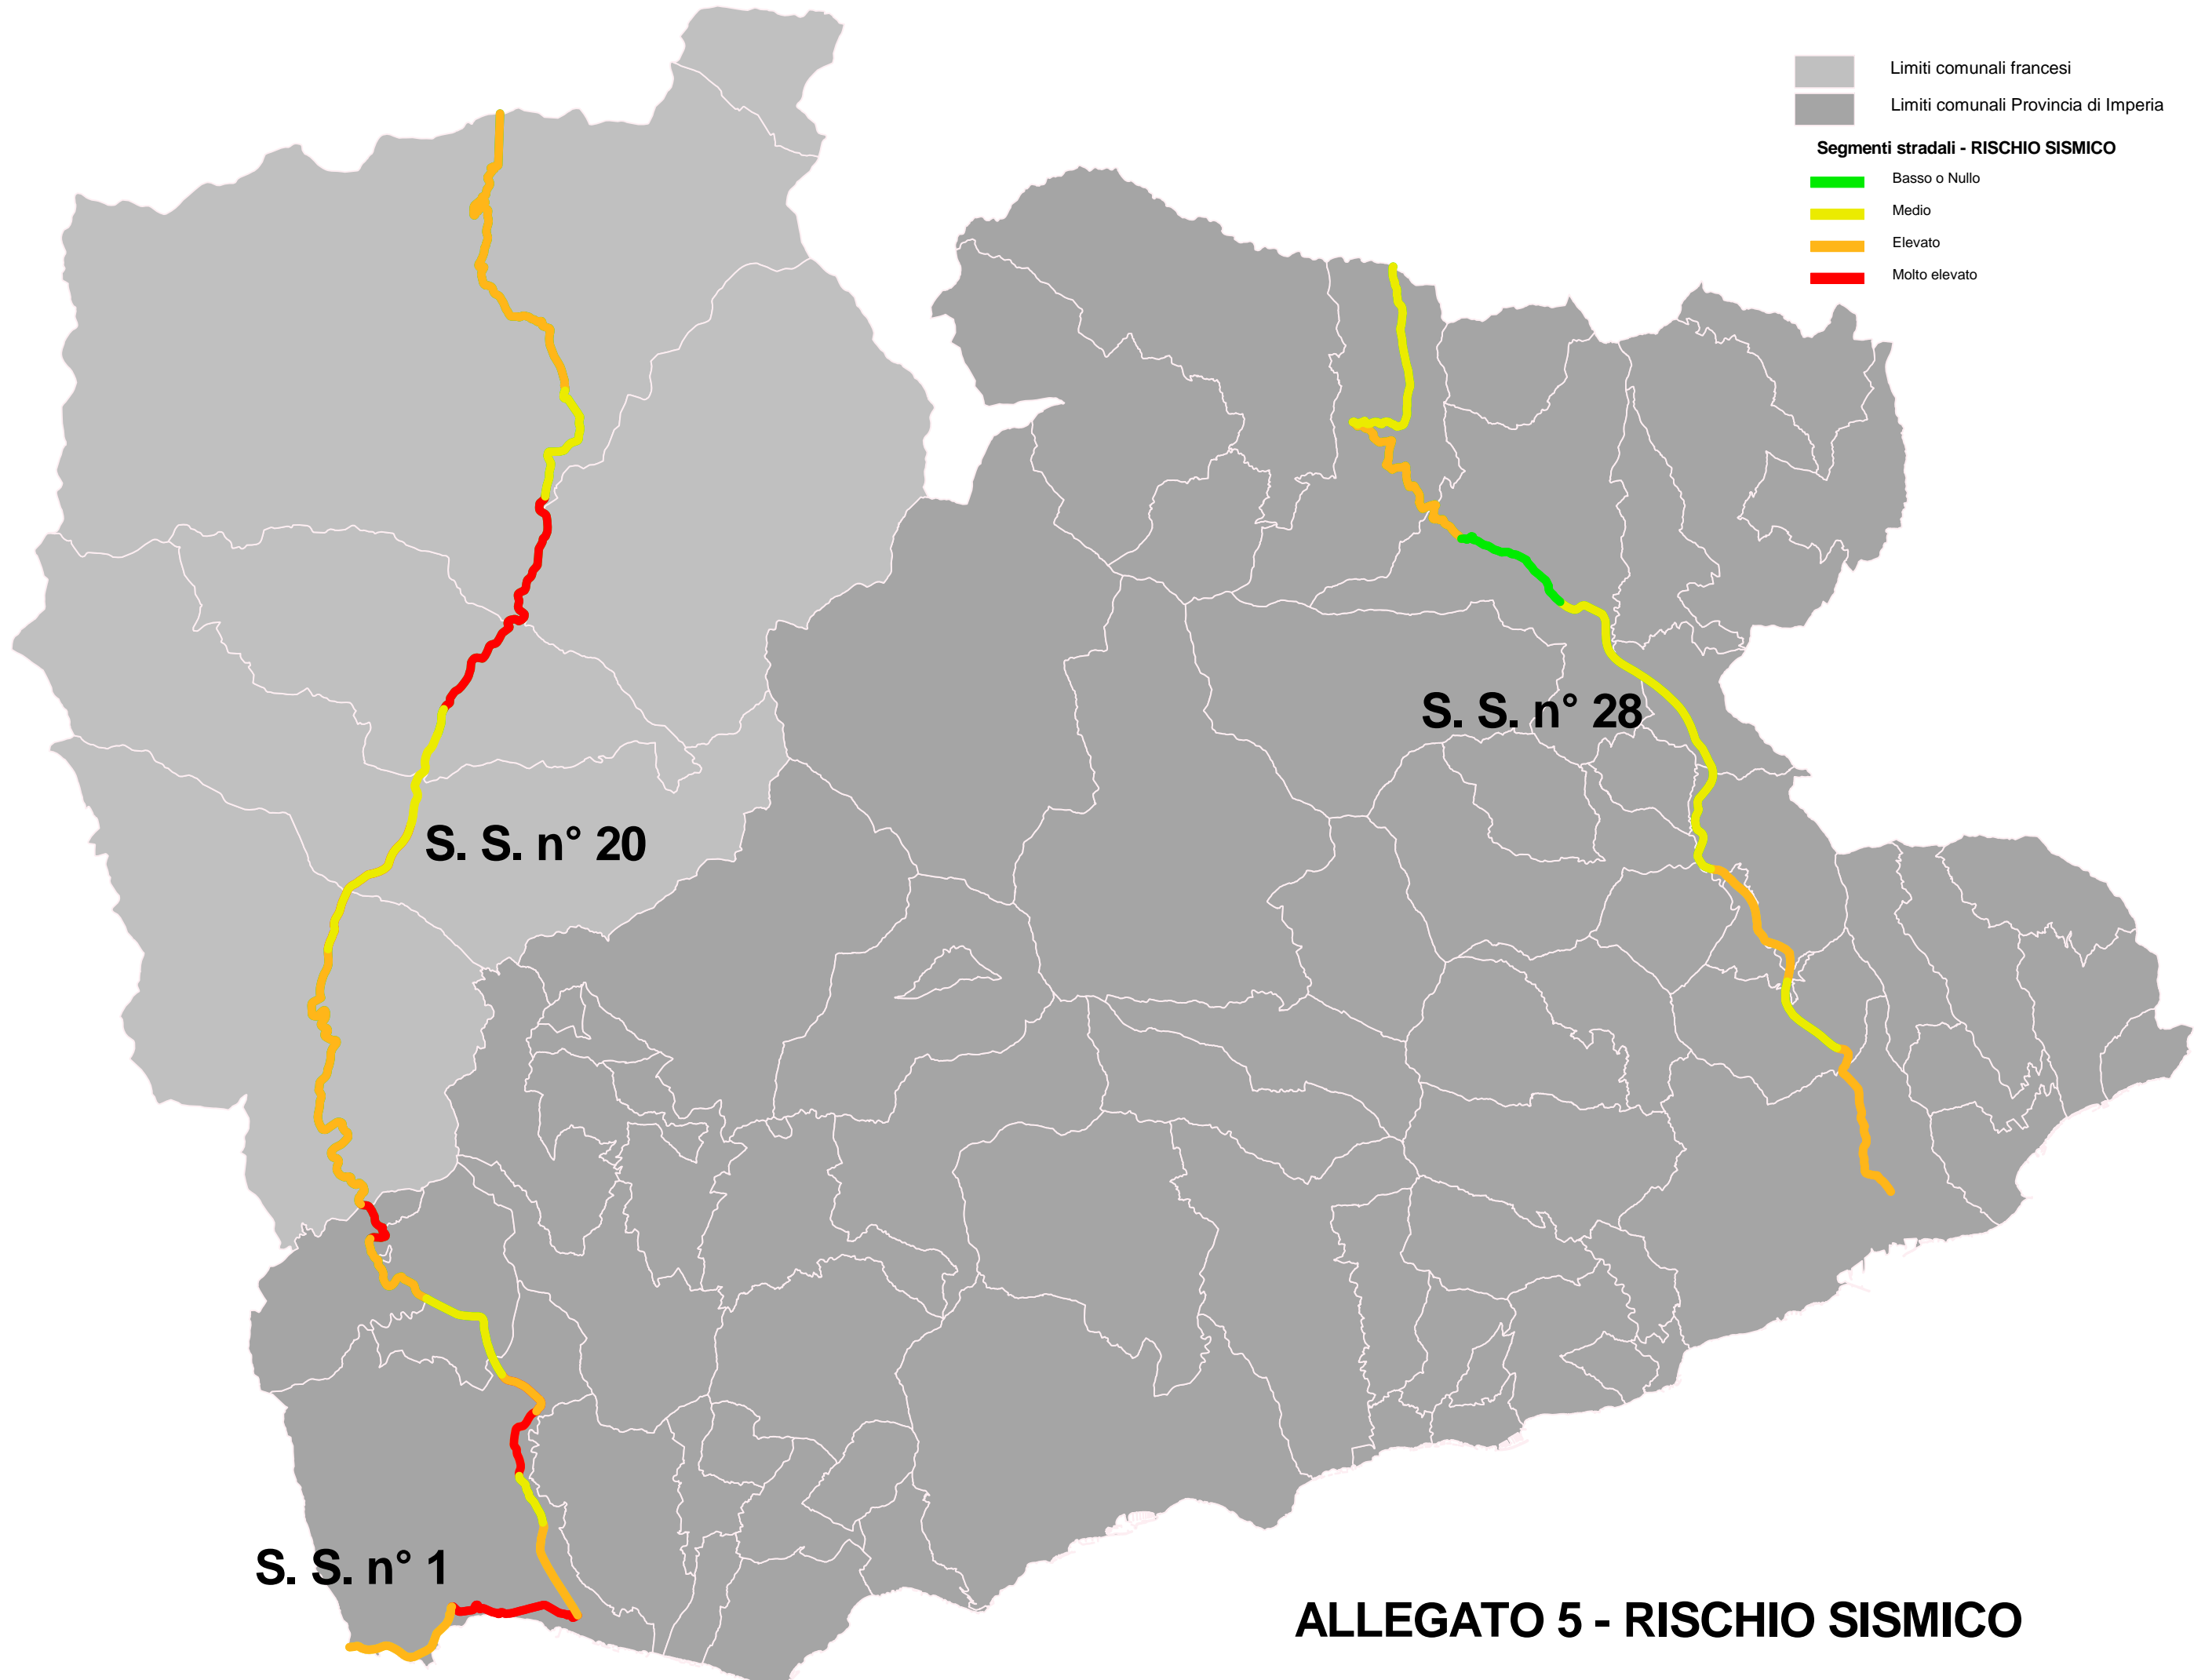 Limiti comunali francesi
Limiti comunali Provincia di Imperia
Segmenti stradali - RISCHIO SISMICO
Basso o Nullo
Medio
Elevato
Molto elevato
S. S. n° 28
S. S. n° 20
S. S. n° 1
ALLEGATO 5 - RISCHIO SISMICO